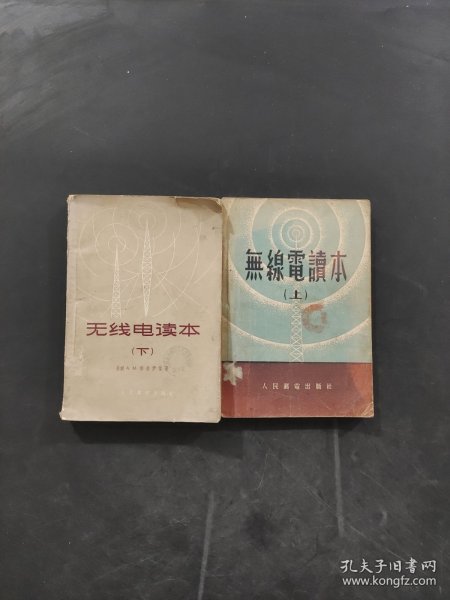 无线电读本
(下)
無線電讀本
(上)
人民郵電出版社
孔夫子旧书网
www.kongfz.com